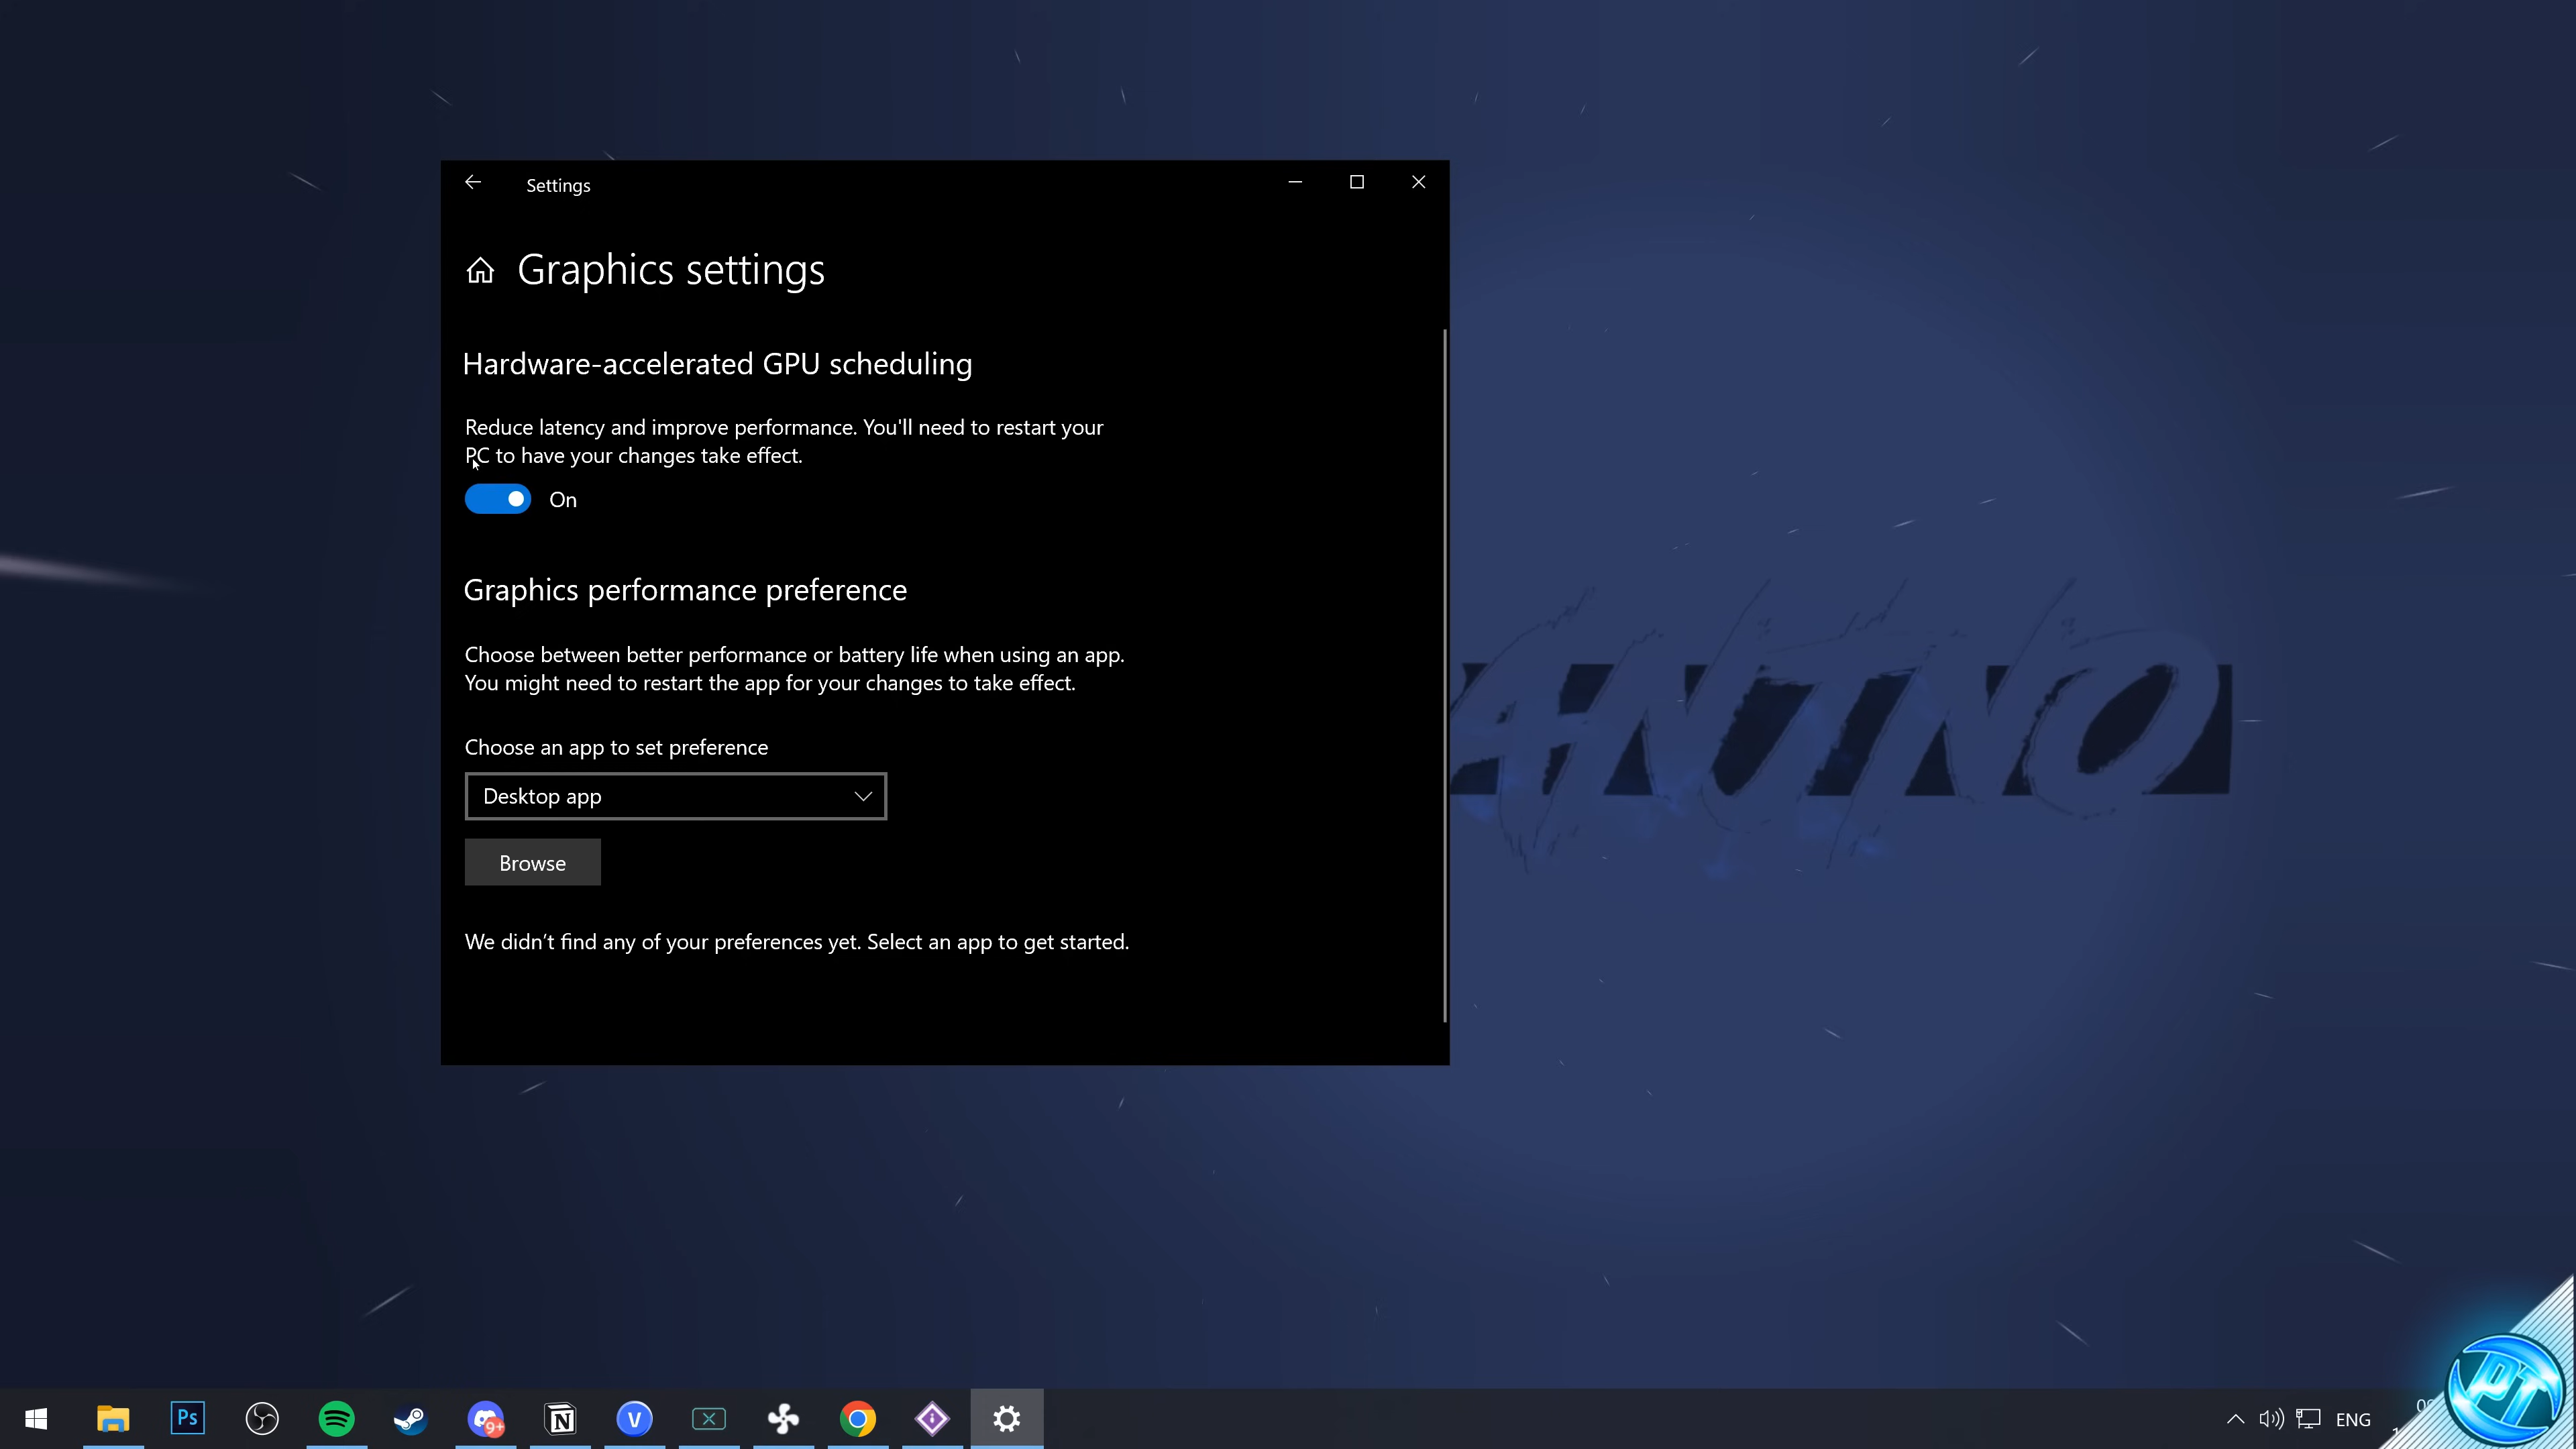 Settings
Graphics settings
Hardware-accelerated GPU scheduling
Reduce latency and improve performance. You'll need to restart your
PC to have your changes take effect.
On
Graphics performance preference
Choose between better performance or battery life when using an app.
You might need to restart the app for your changes to take effect.
Choose an app to set preference
Desktop app
Browse
We didn't find any of your preferences yet. Select an app to get started.
Ps
9+
N
V
X
ENG
PT